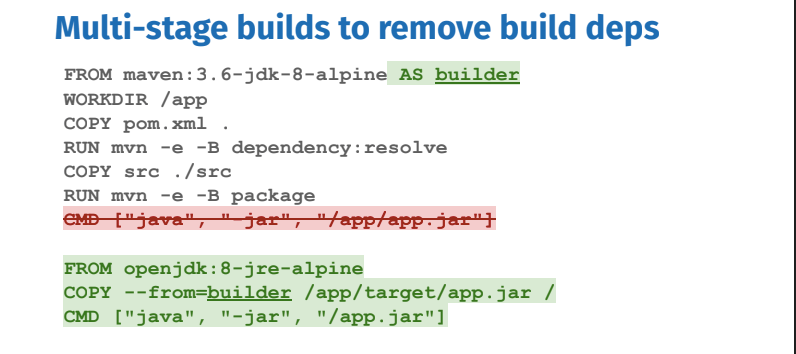 Multi-stage builds to remove build deps
FROM maven:3.6-jdk-8-alpine AS builder
WORKDIR /app
COPY pom.xml .
RUN mvn -e -B dependency:resolve
COPY src ./src
RUN mvn -e -B package
CMD ["java", "-jar", "/app/app.jar"]
FROM openjdk:8-jre-alpine
COPY --from=builder /app/target/app.jar /
CMD ["java", "-jar", "/app.jar"]